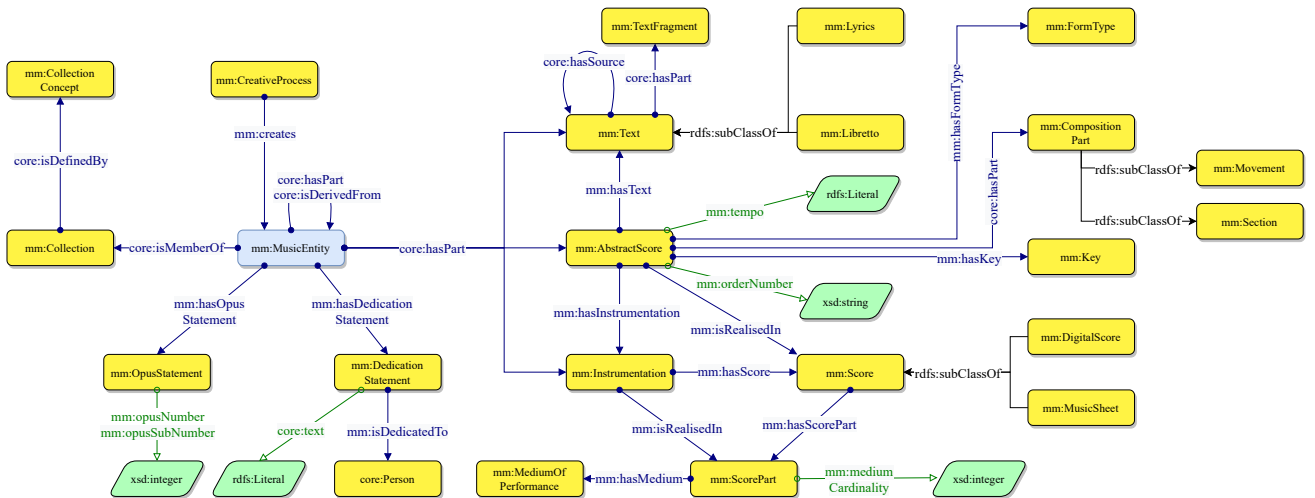 mm:TextFragment
mm:Lyrics
mm:FormType
core:hasSource
core:hasPart
mm:hasFormType
mm:Collection
Concept
mm:CreativeProcess
mm:creates
mm:Text
rdfs:subClassOf
mm:Libretto
mm:Composition
Part
core:isDefinedBy
rdfs:subClassOf
mm:Movement
core:hasPart
core:isDerivedFrom
mm:hasText
rdfs:Literal
mm:tempo
core:hasPart
rdfs:subClassOf
mm:Section
mm:Collection
core:isMemberOf
mm:MusicEntity
core:hasPart
mm:AbstractScore
mm:hasKey
mm:Key
mm:orderNumber
xsd:string
mm:hasOpus
Statement
mm:hasDedication
Statement
mm:hasInstrumentation
mm:isRealisedIn
mm:DigitalScore
mm:OpusStatement
mm:Dedication
Statement
mm:Instrumentation
mm:hasScore
mm:Score
rdfs:subClassOf
mm:MusicSheet
mm:opusNumber
mm:opusSubNumber
core:text
mm:isDedicatedTo
mm:isRealisedIn
mm:hasScorePart
xsd:integer
rdfs:Literal
core:Person
mm:MediumOf
Performance
mm:hasMedium
mm:ScorePart
mm:medium
Cardinality
xsd:integer